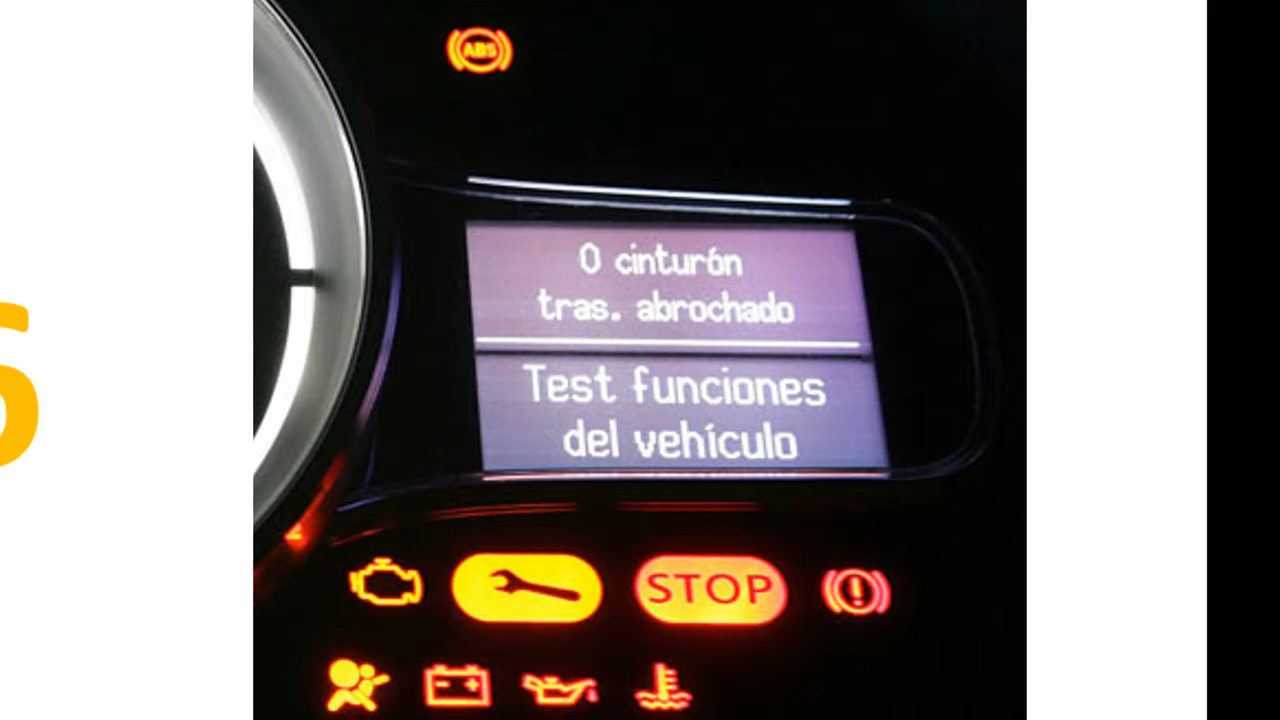 ABS
0 cinturón
tras. abrochado
Test funciones
del vehículo
STOP